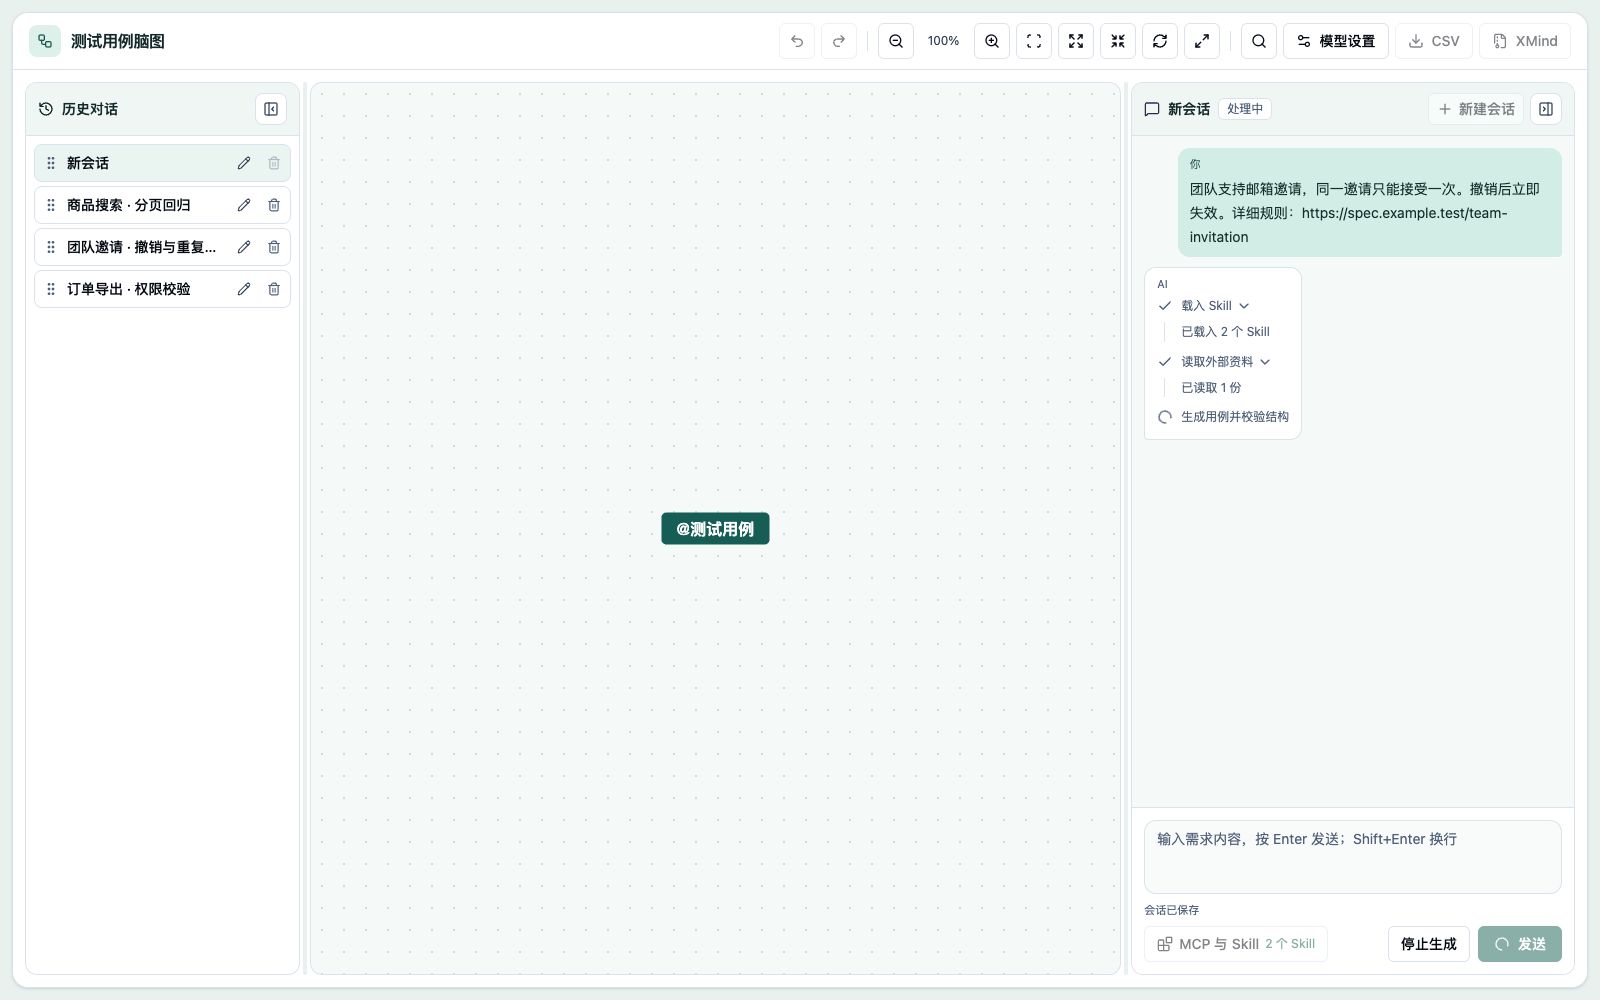 测试用例脑图
100%
模型设置
CSV
XMind
历史对话
新会话
商品搜索 · 分页回归
团队邀请 · 撤销与重复...
订单导出 · 权限校验
@测试用例
新会话
处理中
新建会话
你
团队支持邮箱邀请，同一邀请只能接受一次。撤销后立即
失效。详细规则：https://spec.example.test/team-
invitation
AI
载入 Skill
已载入 2 个 Skill
读取外部资料
已读取 1 份
生成用例并校验结构
输入需求内容，按 Enter 发送；Shift+Enter 换行
会话已保存
MCP 与 Skill 2 个 Skill
停止生成
发送